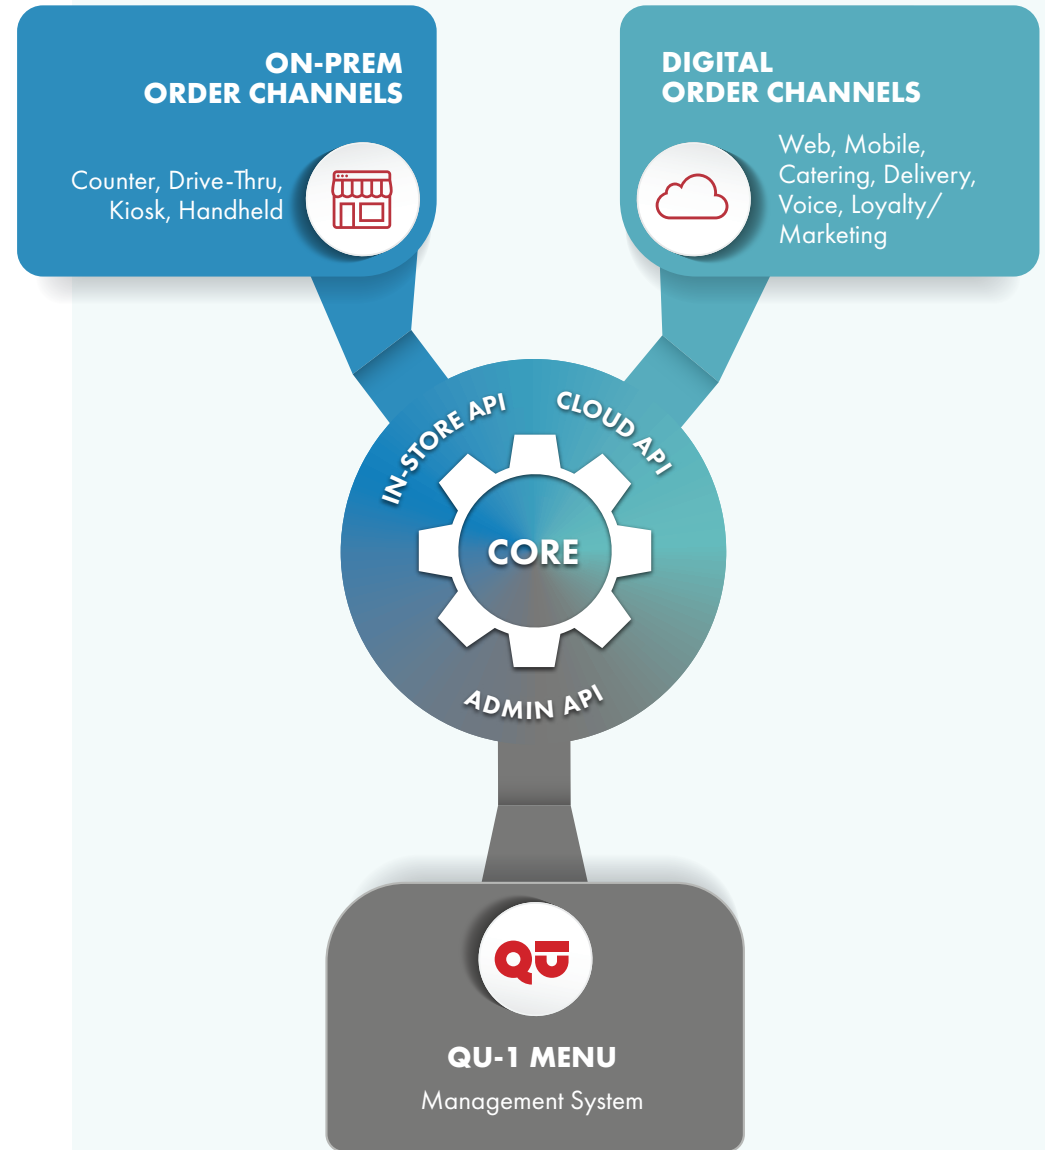 ON-PREM
ORDER CHANNELS
Counter, Drive-Thru,
Kiosk, Handheld
DIGITAL
ORDER CHANNELS
Web, Mobile,
Catering, Delivery,
Voice, Loyalty/
Marketing
IN-STORE API
CLOUD API
CORE
ADMIN API
QU
QU-1 MENU
Management System